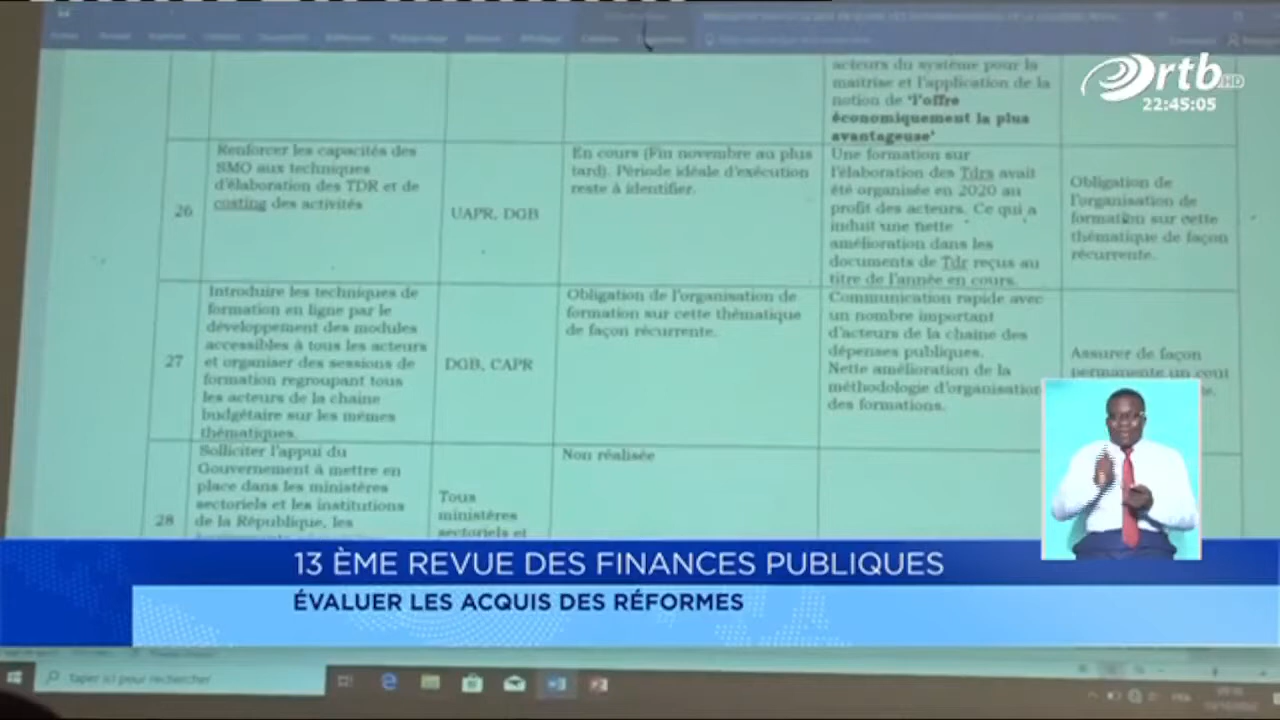 acteurs du système pour la
maîtrise et l'application de la
notion de 'l'offre
économiquement la plus
avantageuse'
rtb HD
22:45:05
26
Renforcer les capacités des
SMO aux techniques
d'élaboration des TDR et de
costing des activités
UAPR, DGB
En cours (Fin novembre au plus
tard). Période idéale d'exécution
reste à identifier.
Une formation sur
l'élaboration des Tdrs avait
été organisée en 2020 au
profit des acteurs. Ce qui a
induit une nette
amélioration dans les
documents de Tdr reçus au
titre de l'année en cours.
Obligation de
l'organisation de
formation sur cette
thématique de façon
récurrente.
27
Introduire les techniques de
formation en ligne par le
développement des modules
accessibles à tous les acteurs
et organiser des sessions de
formation regroupant tous
les acteurs de la chaine
budgétaire sur les mêmes
thématiques.
DGB, CAPR
Obligation de l'organisation de
formation sur cette thématique
de façon récurrente.
Communication rapide avec
un nombre important
d'acteurs de la chaine des
dépenses publiques.
Nette amélioration de la
méthodologie d'organisation
des formations.
Assurer de façon
permanente un cout
28
Solliciter l'appui du
Gouvernement à mettre en
place dans les ministères
sectoriels et les institutions
de la République, les
Tous
ministères
sectoriels et
Non réalisée
13 ÈME REVUE DES FINANCES PUBLIQUES
ÉVALUER LES ACQUIS DES RÉFORMES
Taper ici pour rechercher